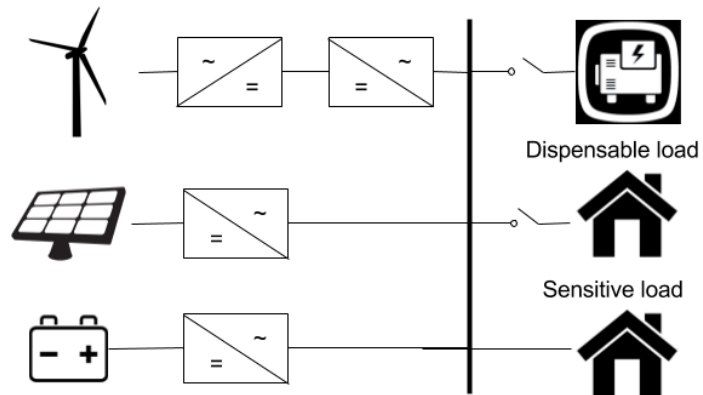 ~ = = ~
Dispensable load
= ~
Sensitive load
- +
= ~